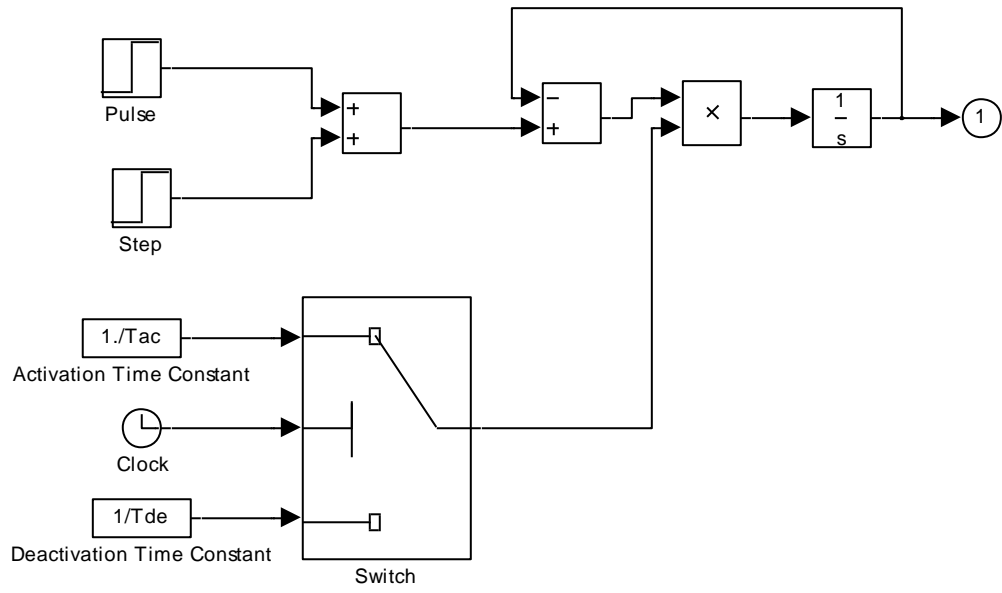 Pulse
+
+
−
+
×
1
s
1
Step
1./Tac
Activation Time Constant
Clock
1/Tde
Deactivation Time Constant
Switch